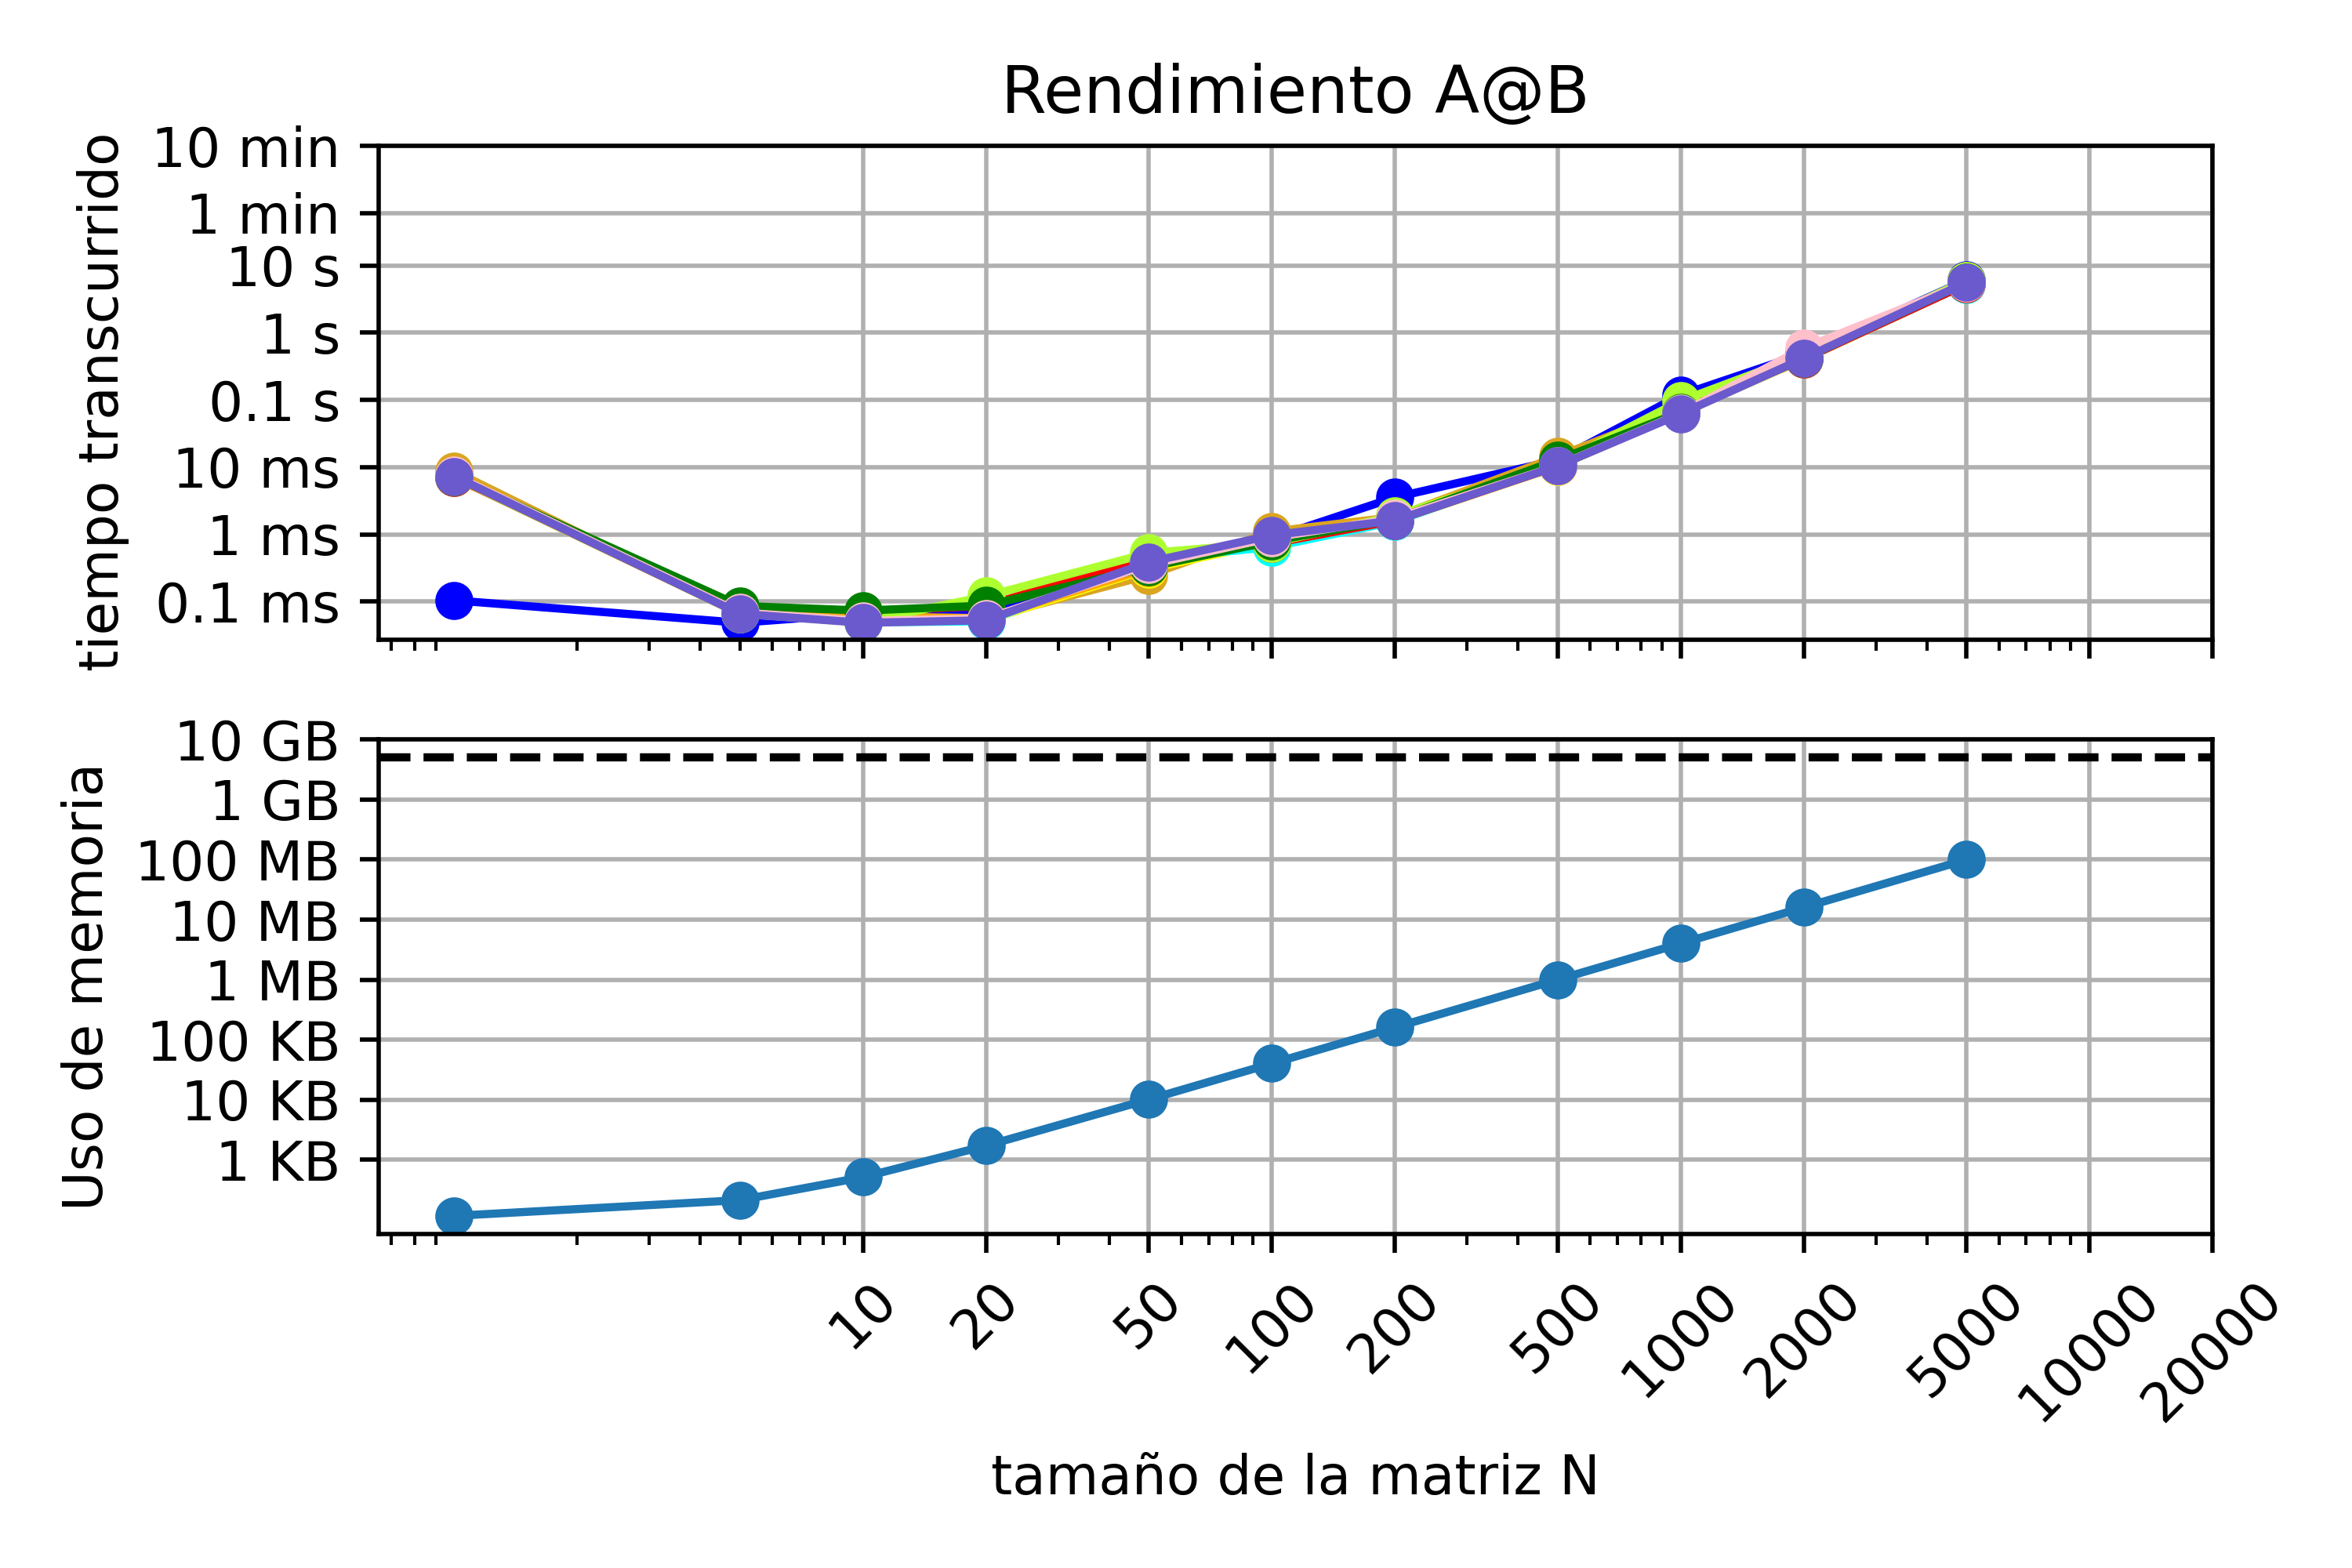 Rendimiento A@B
tiempo transcurrido
10 min
1 min
10 s
1 s
0.1 s
10 ms
1 ms
0.1 ms
Uso de memoria
10 GB
1 GB
100 MB
10 MB
1 MB
100 KB
10 KB
1 KB
10
20
50
100
200
500
1000
2000
5000
10000
20000
tamaño de la matriz N